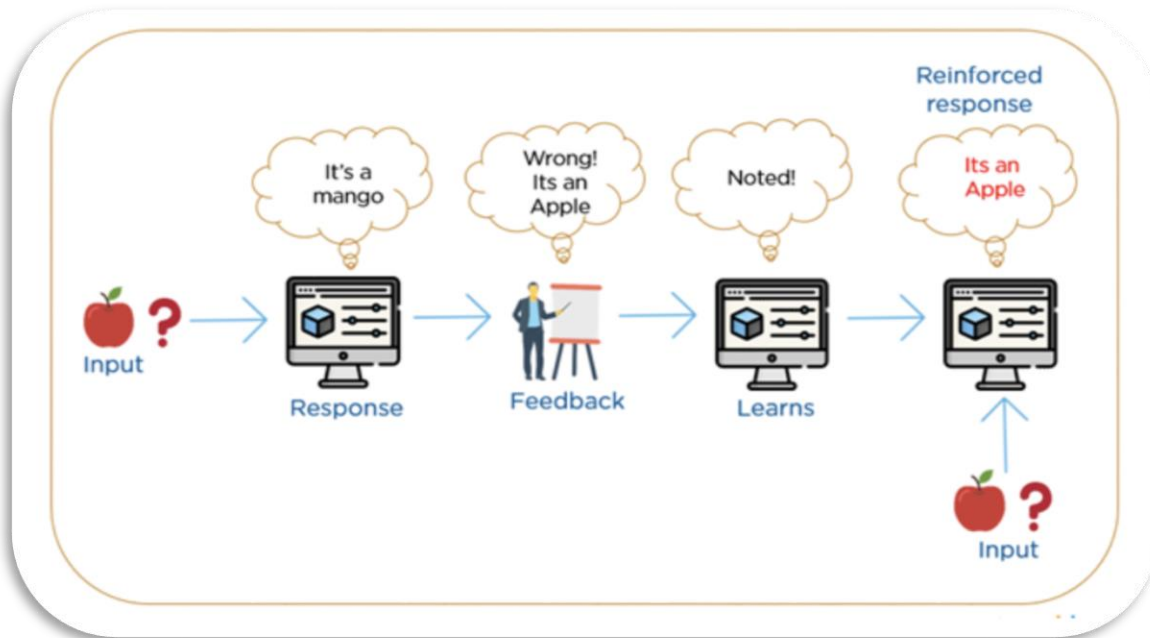 Reinforced
response
It's a
mango
Wrong!
Its an
Apple
Noted!
Its an
Apple
Input
Response
Feedback
Learns
Input